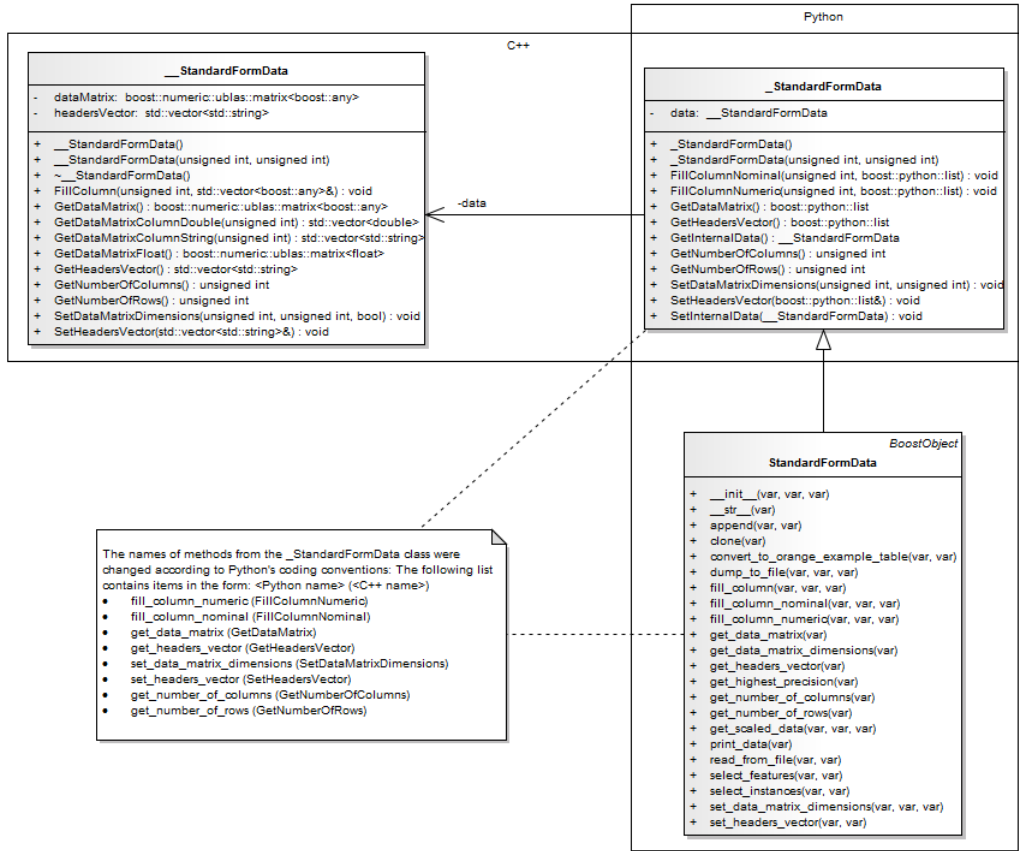 Python
C++
__StandardFormData
- dataMatrix: boost::numeric::ublas::matrix<boost::any>
- headersVector: std::vector<std::string>
+ __StandardFormData()
+ __StandardFormData(unsigned int, unsigned int)
+ ~__StandardFormData()
+ FillColumn(unsigned int, std::vector<boost::any>&) : void
+ GetDataMatrix() : boost::numeric::ublas::matrix<boost::any>
+ GetDataMatrixColumnDouble(unsigned int) : std::vector<double>
+ GetDataMatrixColumnString(unsigned int) : std::vector<std::string>
+ GetDataMatrixFloat() : boost::numeric::ublas::matrix<float>
+ GetHeadersVector() : std::vector<std::string>
+ GetNumberOfColumns() : unsigned int
+ GetNumberOfRows() : unsigned int
+ SetDataMatrixDimensions(unsigned int, unsigned int, bool) : void
+ SetHeadersVector(std::vector<std::string>&) : void
-data
_StandardFormData
- data: __StandardFormData
+ _StandardFormData()
+ _StandardFormData(unsigned int, unsigned int)
+ FillColumnNominal(unsigned int, boost::python::list) : void
+ FillColumnNumeric(unsigned int, boost::python::list) : void
+ GetDataMatrix() : boost::python::list
+ GetHeadersVector() : boost::python::list
+ GetInternalData() : __StandardFormData
+ GetNumberOfColumns() : unsigned int
+ GetNumberOfRows() : unsigned int
+ SetDataMatrixDimensions(unsigned int, unsigned int) : void
+ SetHeadersVector(boost::python::list&) : void
+ SetInternalData(__StandardFormData) : void
BoostObject
StandardFormData
+ __init__(var, var, var)
+ __str__(var)
+ append(var, var)
+ clone(var)
+ convert_to_orange_example_table(var, var)
+ dump_to_file(var, var, var)
+ fill_column(var, var, var)
+ fill_column_nominal(var, var, var)
+ fill_column_numeric(var, var, var)
+ get_data_matrix(var)
+ get_data_matrix_dimensions(var)
+ get_headers_vector(var)
+ get_highest_precision(var)
+ get_number_of_columns(var)
+ get_number_of_rows(var)
+ get_scaled_data(var, var, var)
+ print_data(var)
+ read_from_file(var, var)
+ select_features(var, var)
+ select_instances(var, var)
+ set_data_matrix_dimensions(var, var, var)
+ set_headers_vector(var, var)
The names of methods from the _StandardFormData class were
changed according to Python's coding conventions: The following list
contains items in the form: <Python name> (<C++ name>)
• fill_column_numeric (FillColumnNumeric)
• fill_column_nominal (FillColumnNominal)
• get_data_matrix (GetDataMatrix)
• get_headers_vector (GetHeadersVector)
• set_data_matrix_dimensions (SetDataMatrixDimensions)
• set_headers_vector (SetHeadersVector)
• get_number_of_columns (GetNumberOfColumns)
• get_number_of_rows (GetNumberOfRows)